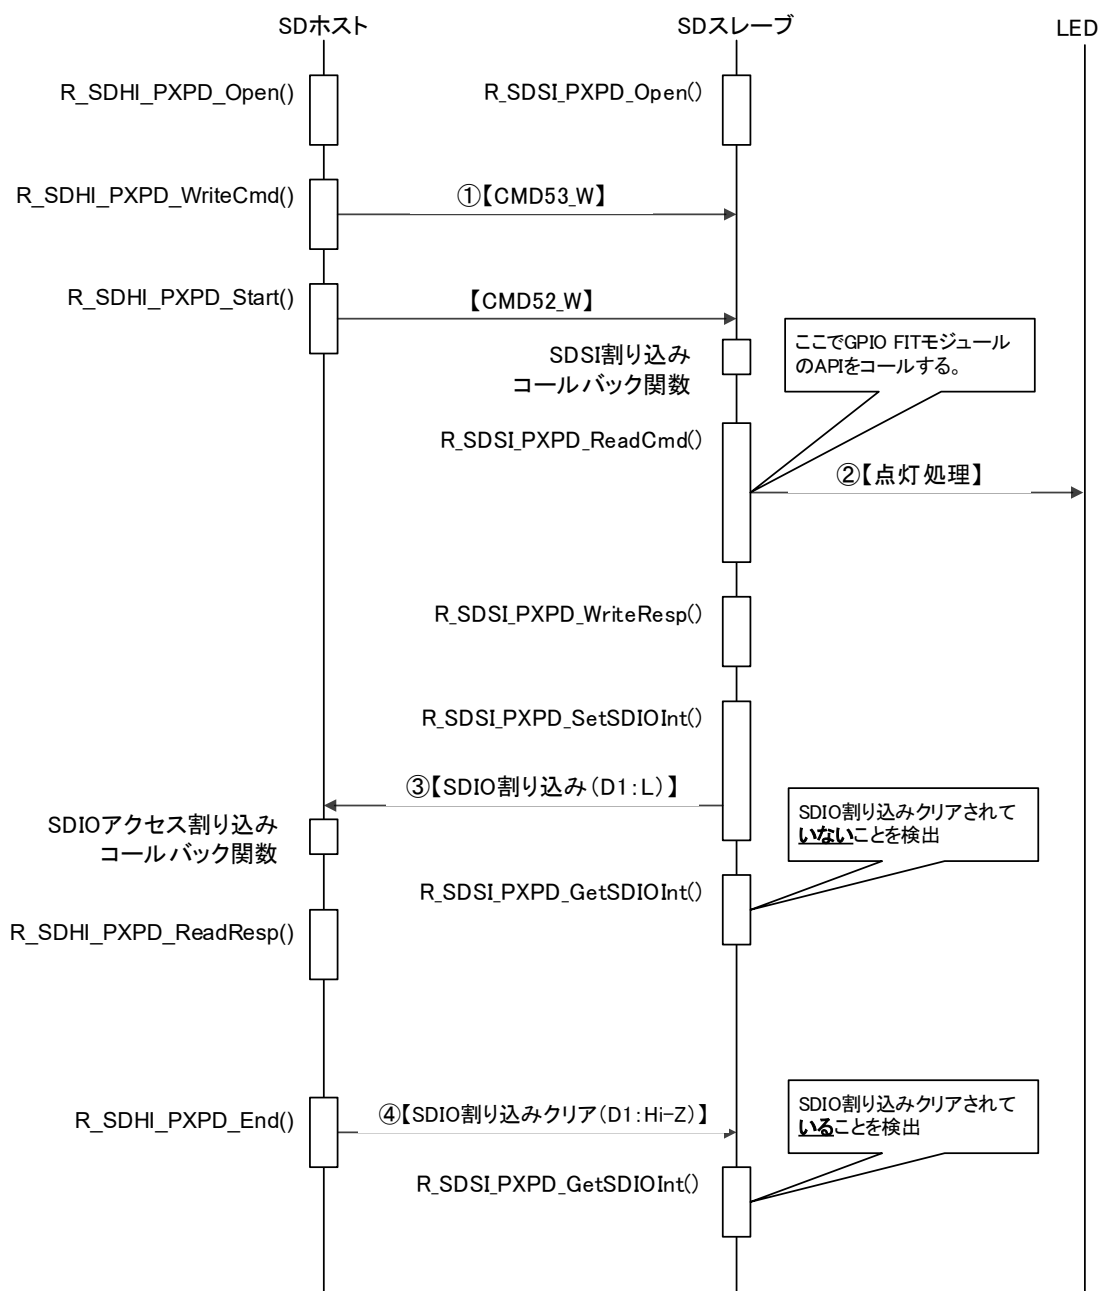 SDホスト
SDスレーブ
LED
R_SDHI_PXPD_Open()
R_SDSI_PXPD_Open()
R_SDHI_PXPD_WriteCmd()
①【CMD53_W】
R_SDHI_PXPD_Start()
【CMD52_W】
SDSI割り込み
コールバック関数
ここでGPIO FITモジュール
のAPIをコールする。
R_SDSI_PXPD_ReadCmd()
②【点灯処理】
R_SDSI_PXPD_WriteResp()
R_SDSI_PXPD_SetSDIOInt()
③【SDIO割り込み（D1：L）】
SDIOアクセス割り込み
コールバック関数
SDIO割り込みクリアされて
いないことを検出
R_SDSI_PXPD_GetSDIOInt()
R_SDHI_PXPD_ReadResp()
R_SDHI_PXPD_End()
④【SDIO割り込みクリア（D1：Hi-Z）】
SDIO割り込みクリアされて
いることを検出
R_SDSI_PXPD_GetSDIOInt()